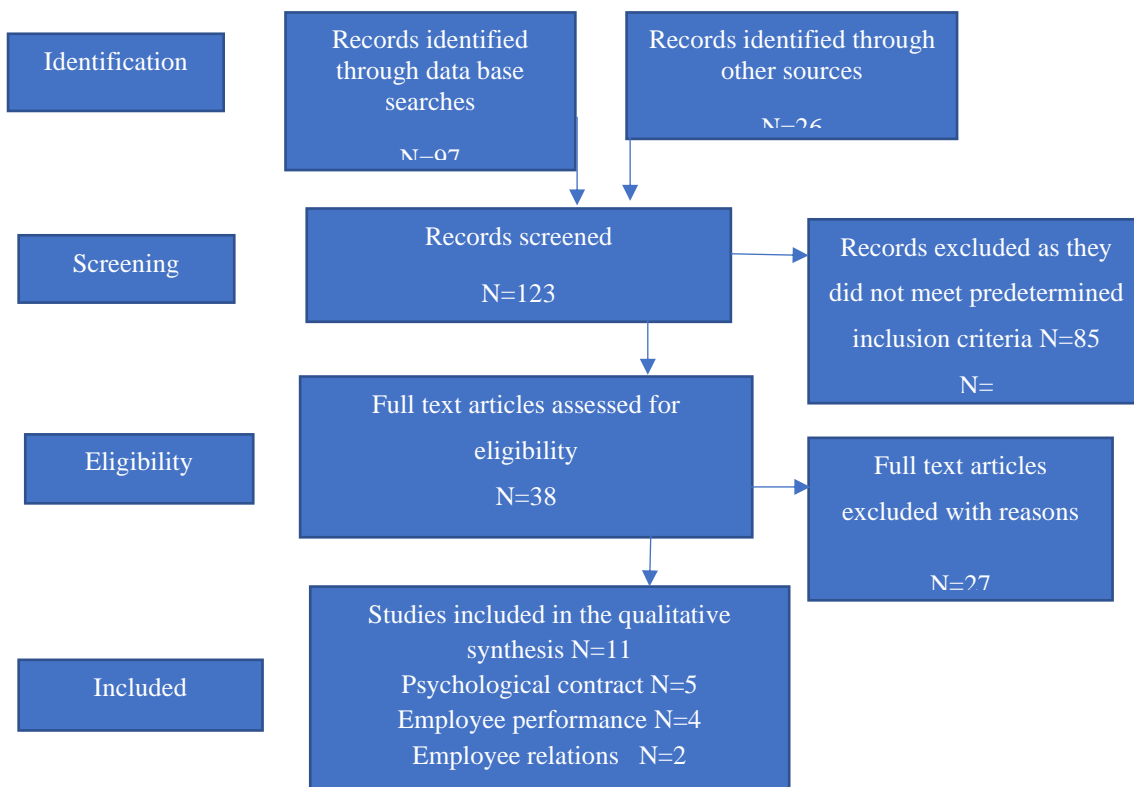 Identification
Records identified
through data base
searches
N=97
Records identified through
other sources
N=26
Screening
Records screened
N=123
Records excluded as they
did not meet predetermined
inclusion criteria N=85
N=
Eligibility
Full text articles assessed for
eligibility
N=38
Full text articles
excluded with reasons
N=27
Included
Studies included in the qualitative
synthesis N=11
Psychological contract N=5
Employee performance N=4
Employee relations N=2